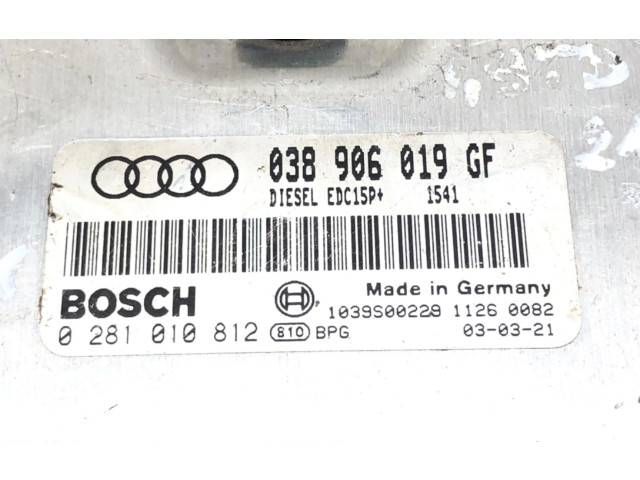 038 906 019 GF
DIESEL EDC15P+ 1541
BOSCH
Made in Germany
1039S00229 1126 0082
0 281 010 812 810 BPG 03-03-21